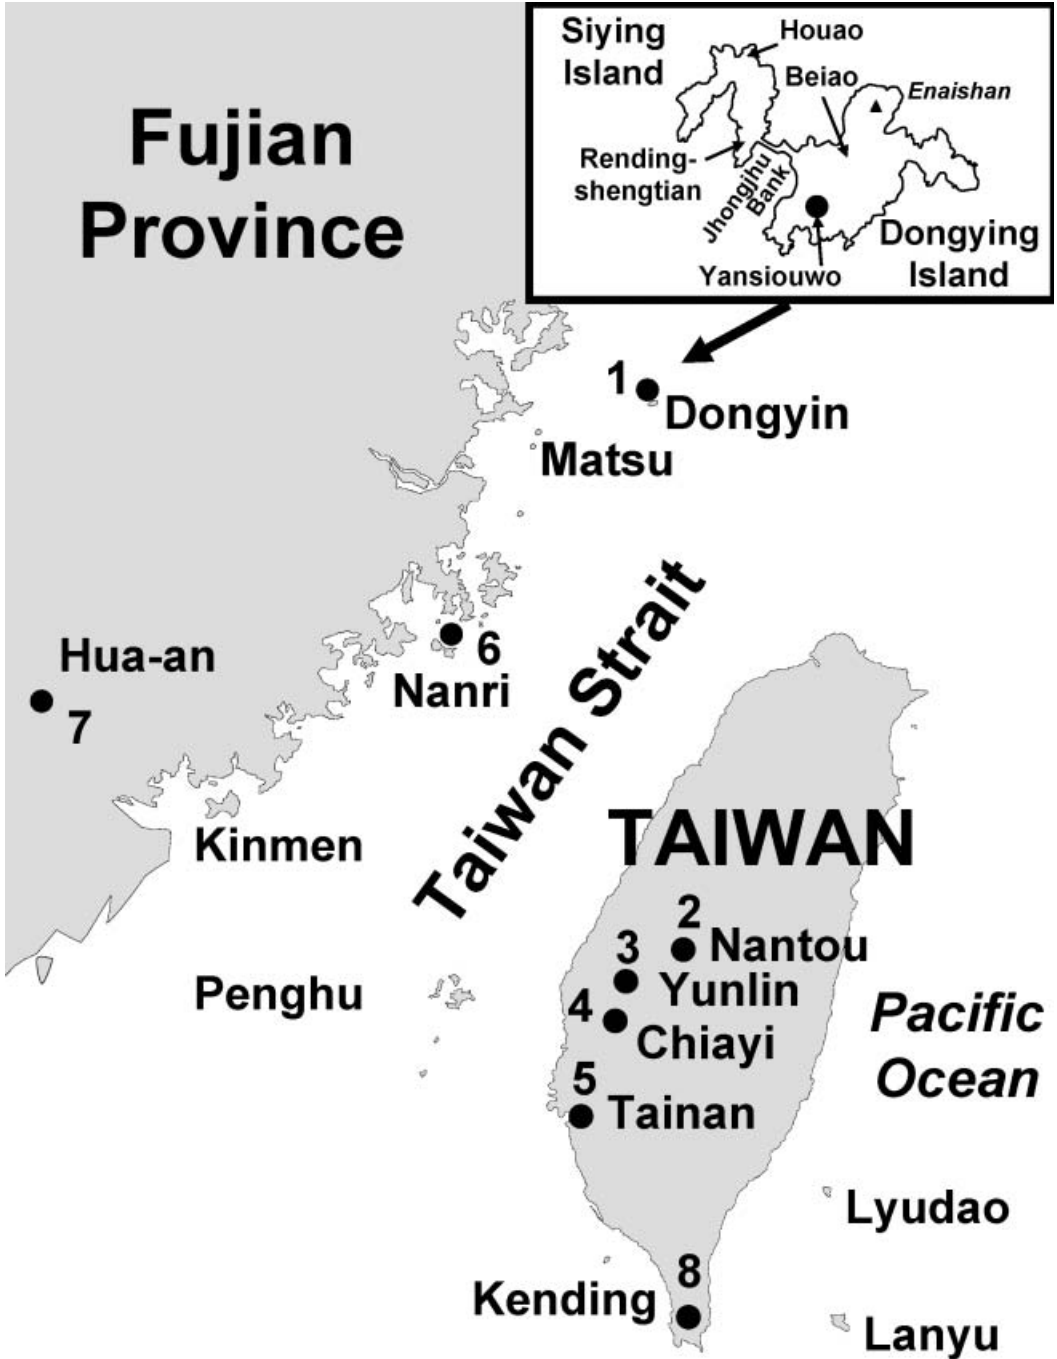 Siying
Island
Houao
Beiao
Enaishan
Rending-
shengtian
Jhongjhu
Bank
Yansiouwo
Dongying
Island
Fujian
Province
1
Dongyin
Matsu
Taiwan Strait
Hua-an
7
6
Nanri
Kinmen
TAIWAN
2
Nantou
3
Yunlin
4
Chiayi
5
Tainan
Penghu
Pacific
Ocean
Lyudao
8
Kending
Lanyu